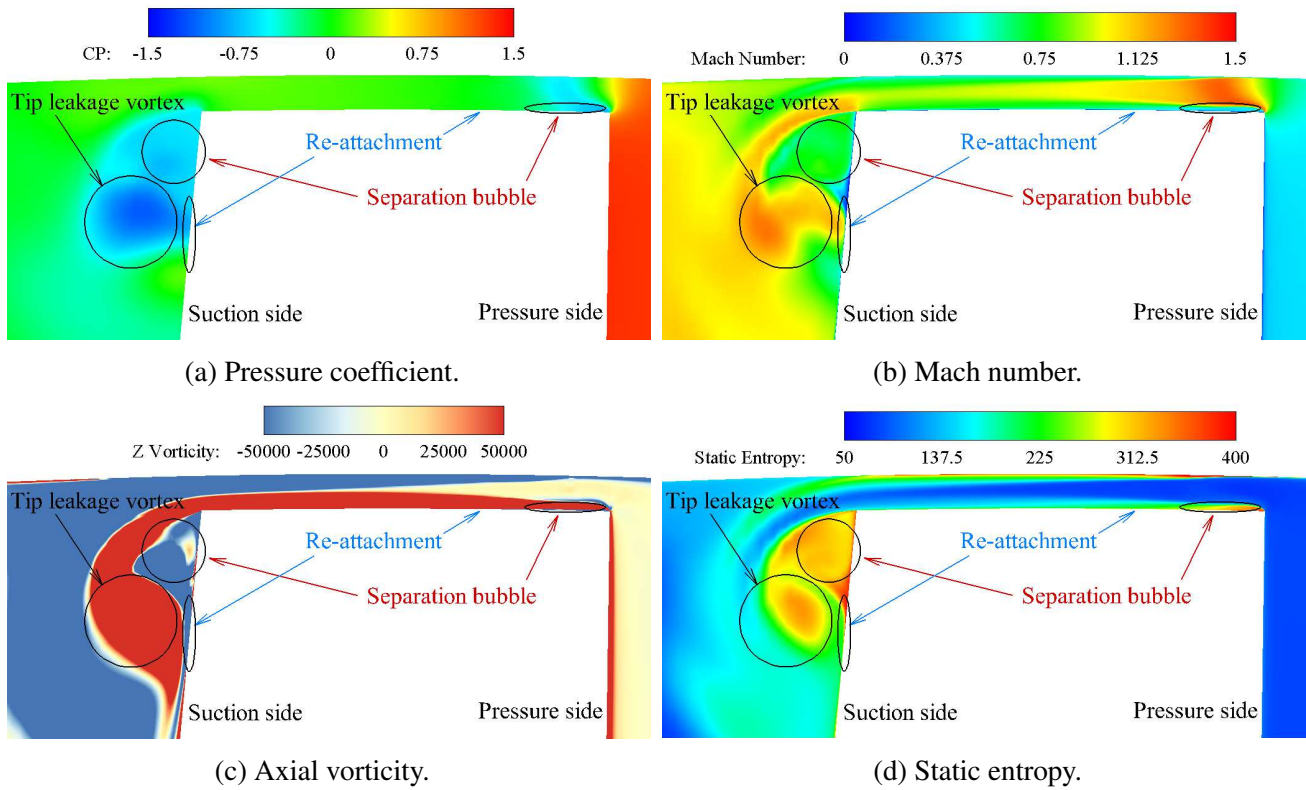 CP: -1.5 -0.75 0 0.75 1.5
Tip leakage vortex
Re-attachment
Separation bubble
Suction side
Pressure side
(a) Pressure coefficient.
Mach Number: 0 0.375 0.75 1.125 1.5
Tip leakage vortex
Re-attachment
Separation bubble
Suction side
Pressure side
(b) Mach number.
Z Vorticity: -50000 -25000 0 25000 50000
Tip leakage vortex
Re-attachment
Separation bubble
Suction side
Pressure side
(c) Axial vorticity.
Static Entropy: 50 137.5 225 312.5 400
Tip leakage vortex
Re-attachment
Separation bubble
Suction side
Pressure side
(d) Static entropy.